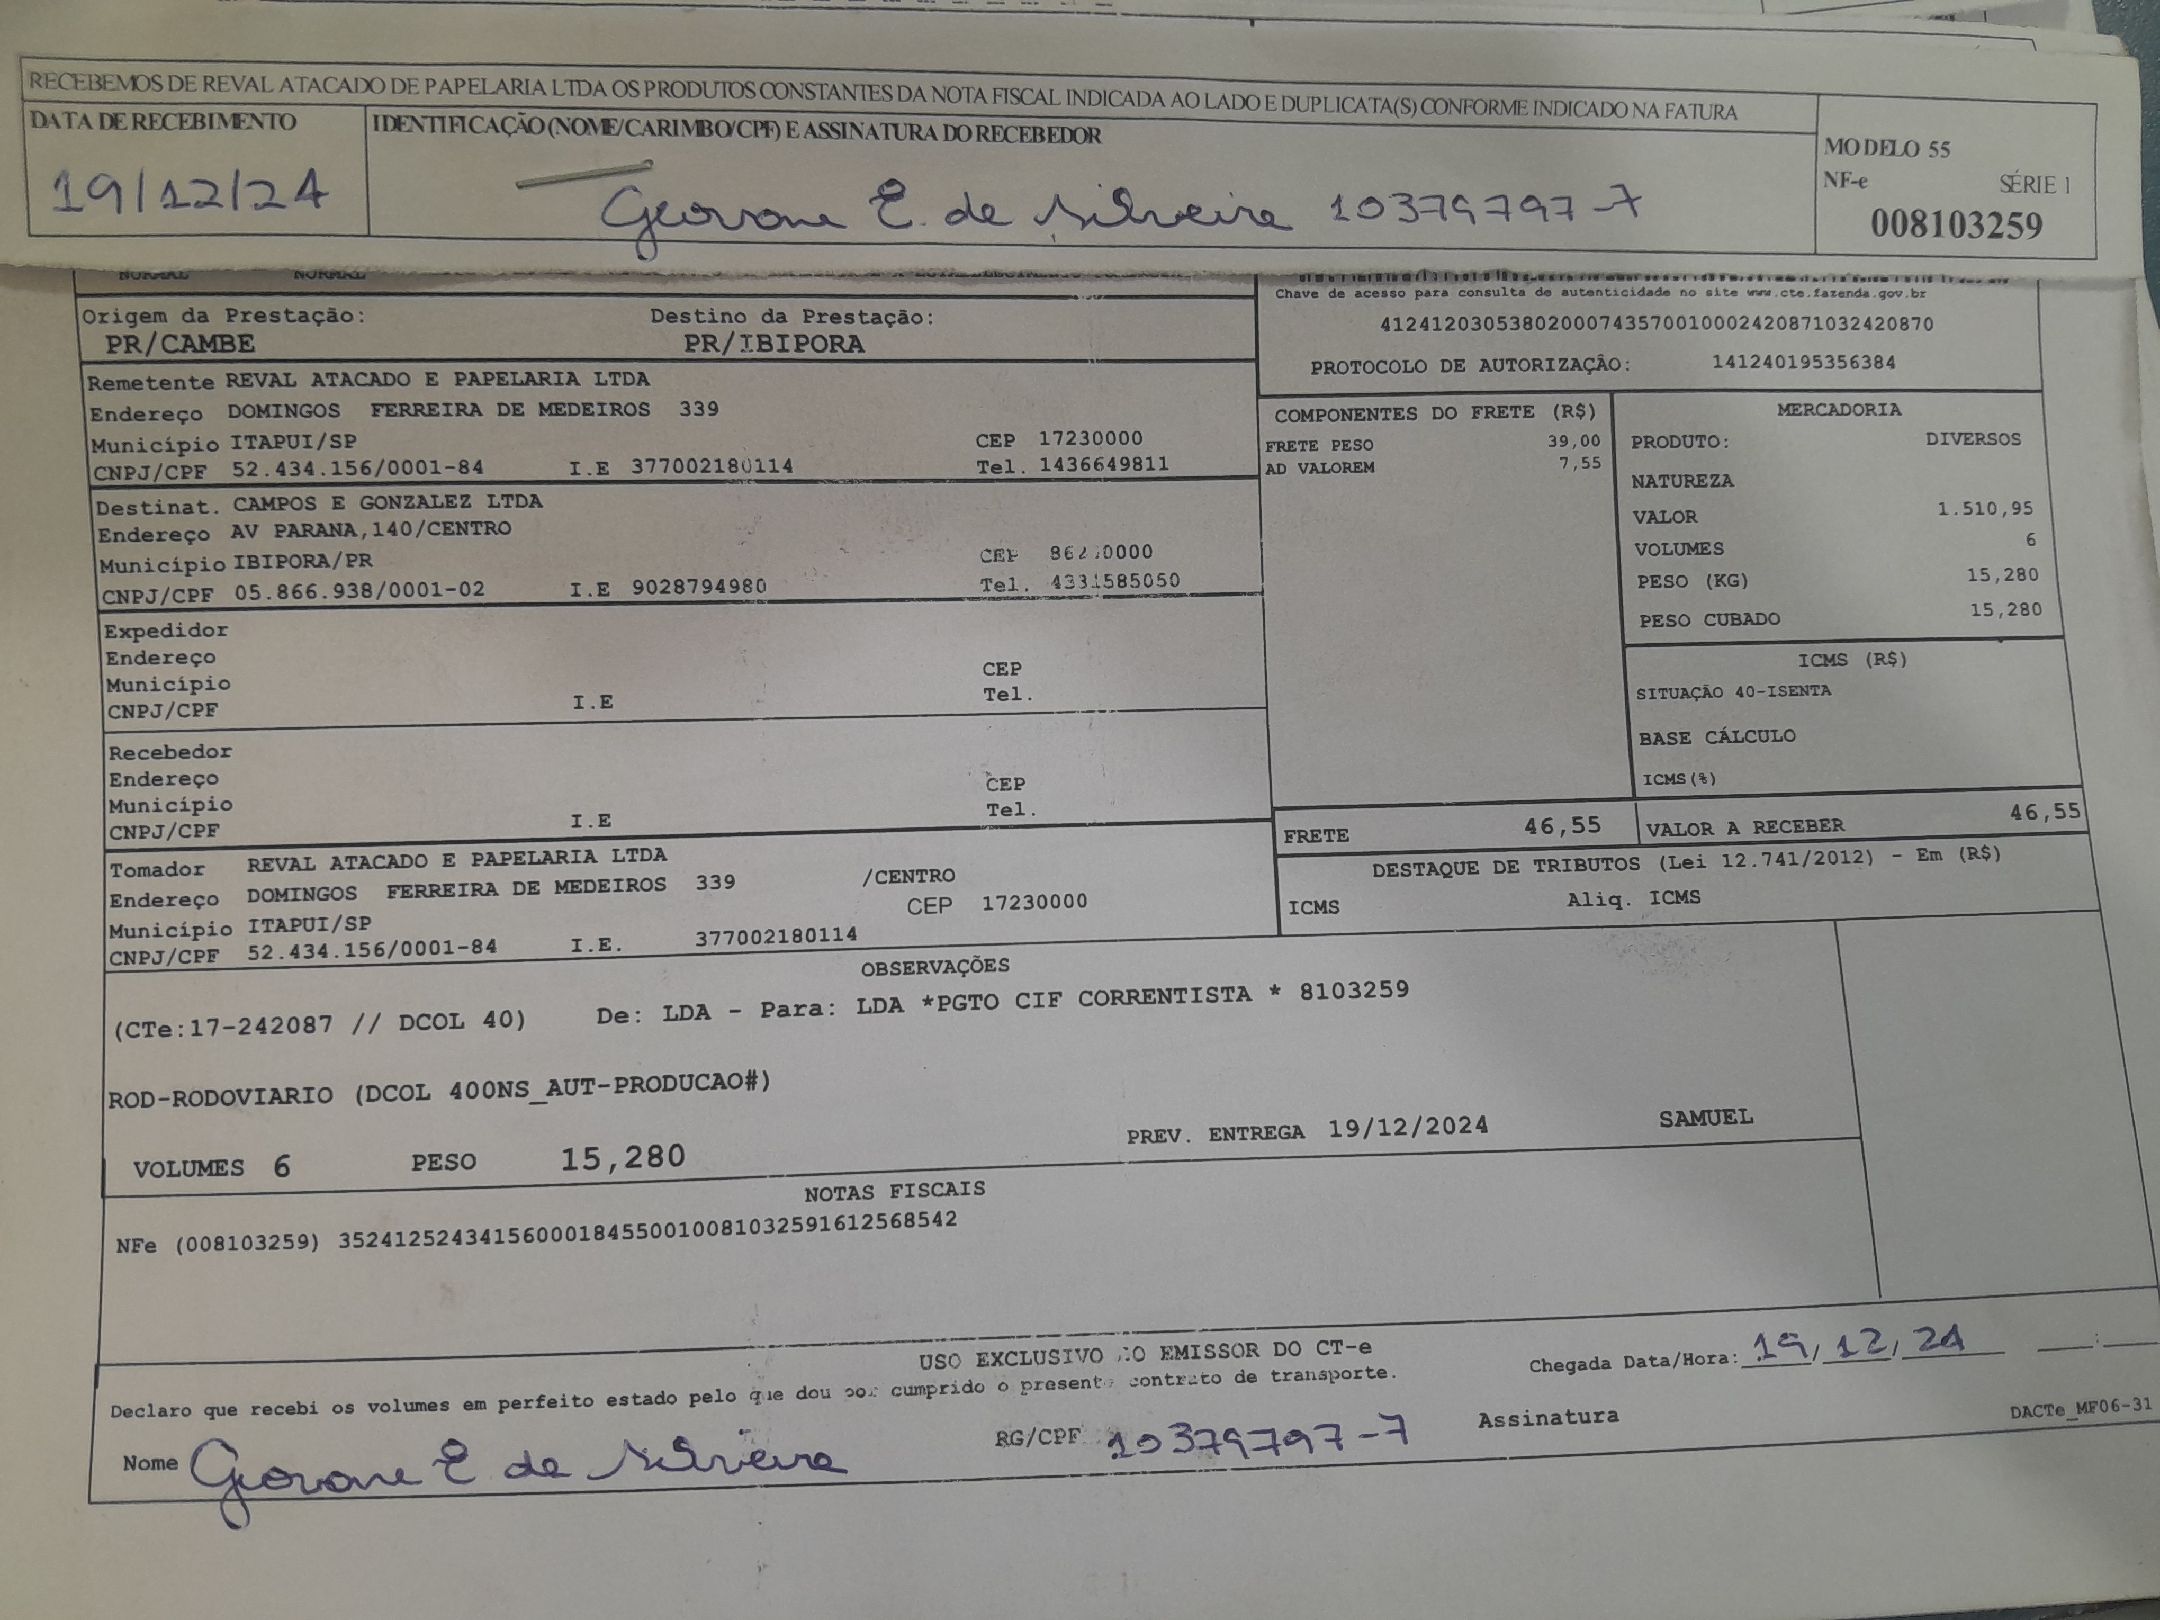 RECEBEMOS DE REVAL ATACADO DE PAPELARIA LTDA OS PRODUTOS CONSTANTES DA NOTA FISCAL INDICADA AO LADO E DUPLICATA(S) CONFORME INDICADO NA FATURA
DATA DE RECEBIMENTO
19/12/24
IDENTIFICAÇÃO (NOME/CARIMBO/CPF) E ASSINATURA DO RECEBEDOR
Geovane E. de Silveira 10379797-7
MODELO 55
NF-e SÉRIE 1
008103259
NORMAL NORMAL
Chave de acesso para consulta de autenticidade no site www.cte.fazenda.gov.br
41241203053802000743570010002420871032420870
PROTOCOLO DE AUTORIZAÇÃO: 141240195356384
Origem da Prestação: Destino da Prestação:
PR/CAMBE PR/IBIPORA
Remetente REVAL ATACADO E PAPELARIA LTDA
Endereço DOMINGOS FERREIRA DE MEDEIROS 339
Município ITAPUI/SP CEP 17230000
CNPJ/CPF 52.434.156/0001-84 I.E 377002180114 Tel. 1436649811
Destinat. CAMPOS E GONZALEZ LTDA
Endereço AV PARANA,140/CENTRO
Município IBIPORA/PR CEP
CNPJ/CPF 05.866.938/0001-02 I.E 9028794980 Tel. 4331585050
Expedidor
Endereço
Município CEP
CNPJ/CPF I.E Tel.
Recebedor
Endereço CEP
Município Tel.
CNPJ/CPF I.E
Tomador REVAL ATACADO E PAPELARIA LTDA
Endereço DOMINGOS FERREIRA DE MEDEIROS 339 /CENTRO
Município ITAPUI/SP CEP 17230000
CNPJ/CPF 52.434.156/0001-84 I.E. 377002180114
COMPONENTES DO FRETE (R$)
FRETE PESO 39,00
AD VALOREM 7,55
MERCADORIA
PRODUTO: DIVERSOS
NATUREZA
VALOR 1.510,95
VOLUMES 6
PESO (KG) 15,280
PESO CUBADO 15,280
ICMS (R$)
SITUAÇÃO 40-ISENTA
BASE CÁLCULO
ICMS(%)
FRETE 46,55 VALOR A RECEBER 46,55
DESTAQUE DE TRIBUTOS (Lei 12.741/2012) - Em (R$)
ICMS Aliq. ICMS
OBSERVAÇÕES
(CTe:17-242087 // DCOL 40) De: LDA - Para: LDA *PGTO CIF CORRENTISTA * 8103259
ROD-RODOVIARIO (DCOL 400NS_AUT-PRODUCAO#)
VOLUMES 6 PESO 15,280 PREV. ENTREGA 19/12/2024 SAMUEL
NOTAS FISCAIS
NFe (008103259) 35241252434156000184550010081032591612568542
USO EXCLUSIVO DO EMISSOR DO CT-e
Declaro que recebi os volumes em perfeito estado pelo que dou por cumprido o presente contrato de transporte.
Chegada Data/Hora: 19/12/24 :
Nome Geovane E de Silveira RG/CPF 10379797-7 Assinatura
DACTe_MF06-31